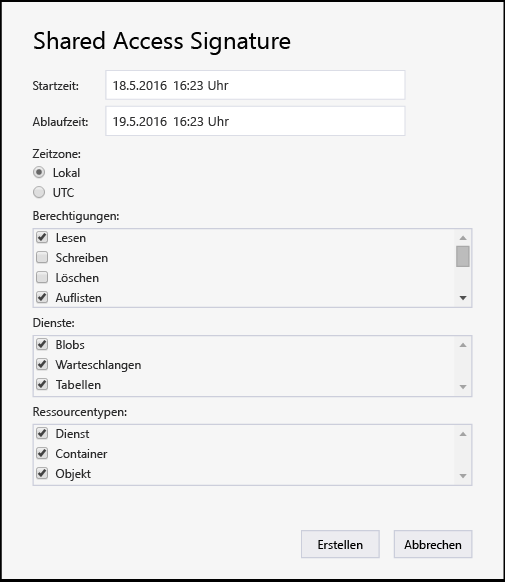 Shared Access Signature
Startzeit: 18.5.2016 16:23 Uhr
Ablaufzeit: 19.5.2016 16:23 Uhr
Zeitzone:
Lokal
UTC
Berechtigungen:
Lesen
Schreiben
Löschen
Auflisten
Dienste:
Blobs
Warteschlangen
Tabellen
Ressourcentypen:
Dienst
Container
Objekt
Erstellen Abbrechen